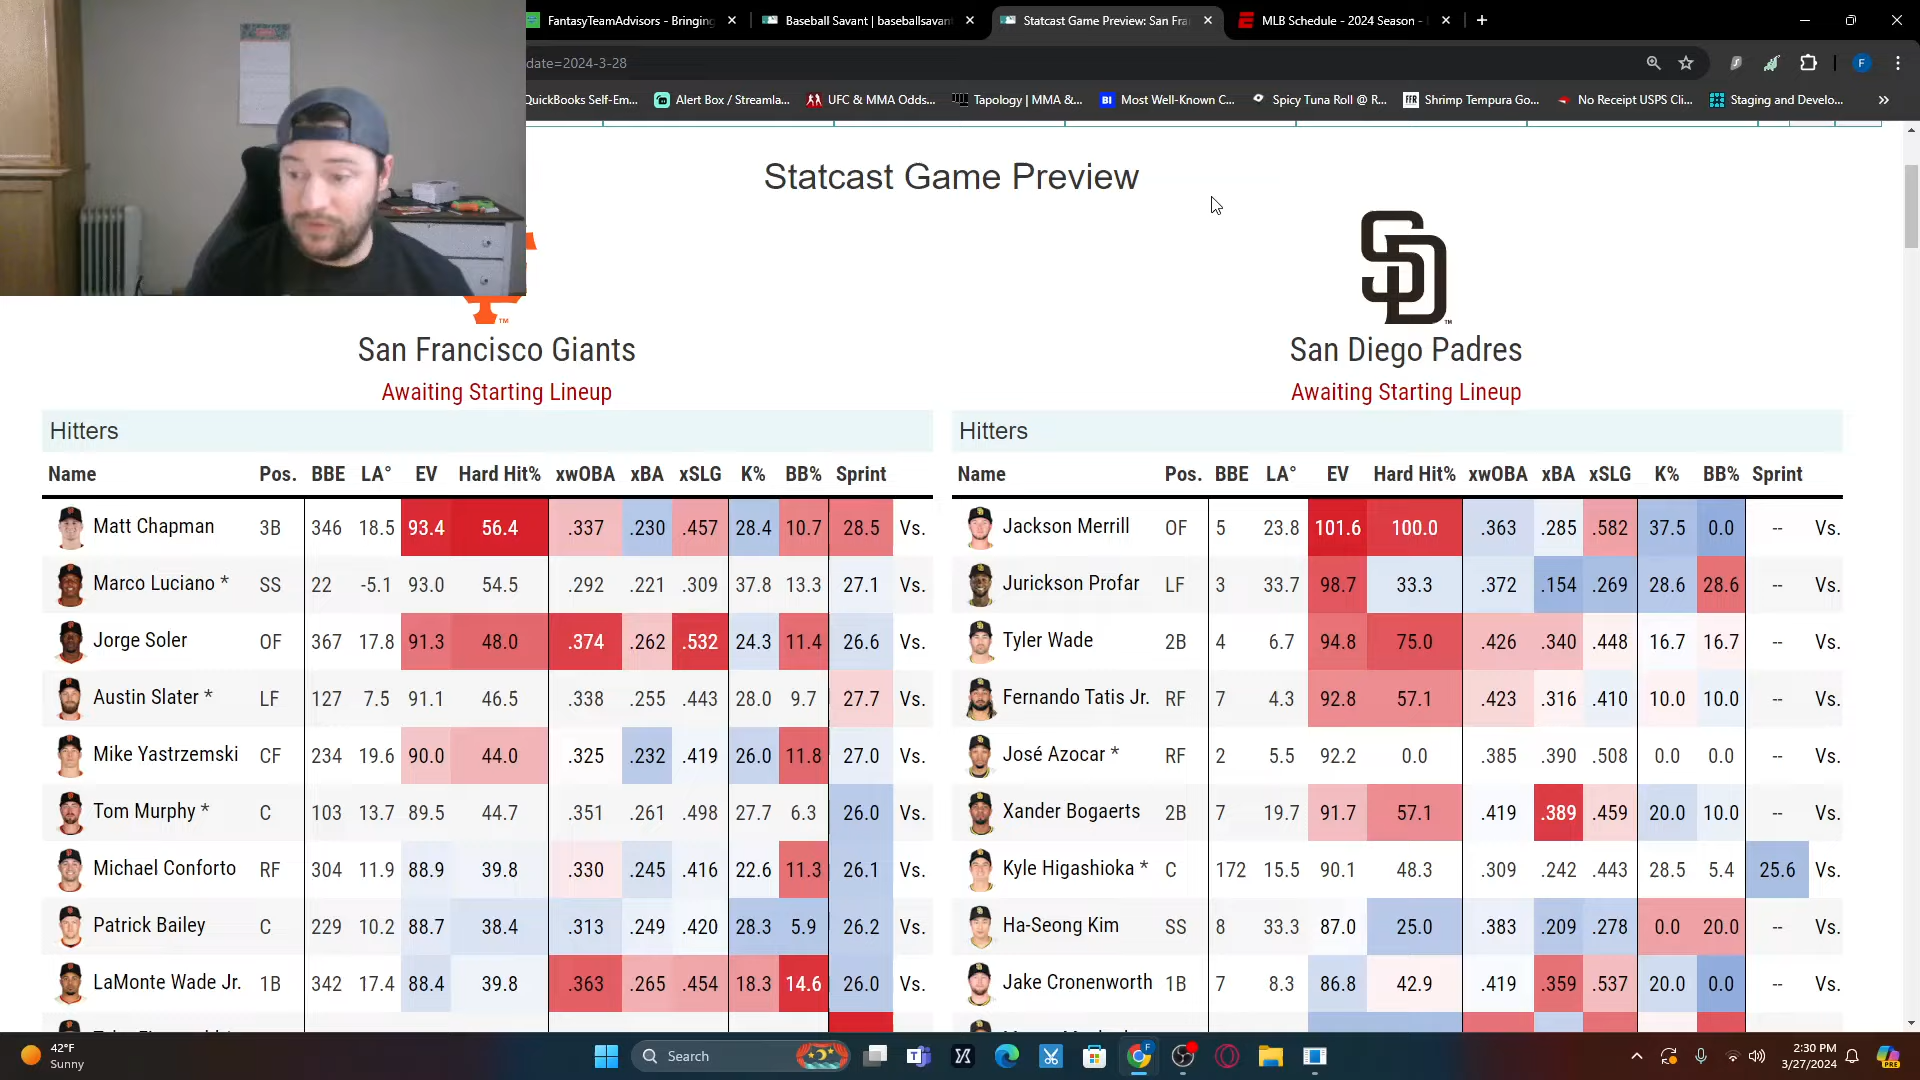 FantasyTeamAdvisors - Bringing
Baseball Savant | baseballsavant
Statcast Game Preview: San Fra
MLB Schedule - 2024 Season -
date=2024-3-28
QuickBooks Self-Em...
Alert Box / Streamla...
UFC & MMA Odds...
Tapology | MMA &...
Most Well-Known C...
Spicy Tuna Roll @ R...
Shrimp Tempura Go...
No Receipt USPS Cli...
Staging and Develo...
Statcast Game Preview
San Francisco Giants
San Diego Padres
Awaiting Starting Lineup
Awaiting Starting Lineup
Hitters
Name Pos. BBE LA° EV Hard Hit% xwOBA xBA xSLG K% BB% Sprint
Matt Chapman 3B 346 18.5 93.4 56.4 .337 .230 .457 28.4 10.7 28.5 Vs.
Marco Luciano * SS 22 -5.1 93.0 54.5 .292 .221 .309 37.8 13.3 27.1 Vs.
Jorge Soler OF 367 17.8 91.3 48.0 .374 .262 .532 24.3 11.4 26.6 Vs.
Austin Slater * LF 127 7.5 91.1 46.5 .338 .255 .443 28.0 9.7 27.7 Vs.
Mike Yastrzemski CF 234 19.6 90.0 44.0 .325 .232 .419 26.0 11.8 27.0 Vs.
Tom Murphy * C 103 13.7 89.5 44.7 .351 .261 .498 27.7 6.3 26.0 Vs.
Michael Conforto RF 304 11.9 88.9 39.8 .330 .245 .416 22.6 11.3 26.1 Vs.
Patrick Bailey C 229 10.2 88.7 38.4 .313 .249 .420 28.3 5.9 26.2 Vs.
LaMonte Wade Jr. 1B 342 17.4 88.4 39.8 .363 .265 .454 18.3 14.6 26.0 Vs.
Hitters
Name Pos. BBE LA° EV Hard Hit% xwOBA xBA xSLG K% BB% Sprint
Jackson Merrill OF 5 23.8 101.6 100.0 .363 .285 .582 37.5 0.0 -- Vs.
Jurickson Profar LF 3 33.7 98.7 33.3 .372 .154 .269 28.6 28.6 -- Vs.
Tyler Wade 2B 4 6.7 94.8 75.0 .426 .340 .448 16.7 16.7 -- Vs.
Fernando Tatis Jr. RF 7 4.3 92.8 57.1 .423 .316 .410 10.0 10.0 -- Vs.
José Azocar * RF 2 5.5 92.2 0.0 .385 .390 .508 0.0 0.0 -- Vs.
Xander Bogaerts 2B 7 19.7 91.7 57.1 .419 .389 .459 20.0 10.0 -- Vs.
Kyle Higashioka * C 172 15.5 90.1 48.3 .309 .242 .443 28.5 5.4 25.6 Vs.
Ha-Seong Kim SS 8 33.3 87.0 25.0 .383 .209 .278 0.0 20.0 -- Vs.
Jake Cronenworth 1B 7 8.3 86.8 42.9 .419 .359 .537 20.0 0.0 -- Vs.
42°F
Sunny
Search
2:30 PM
3/27/2024